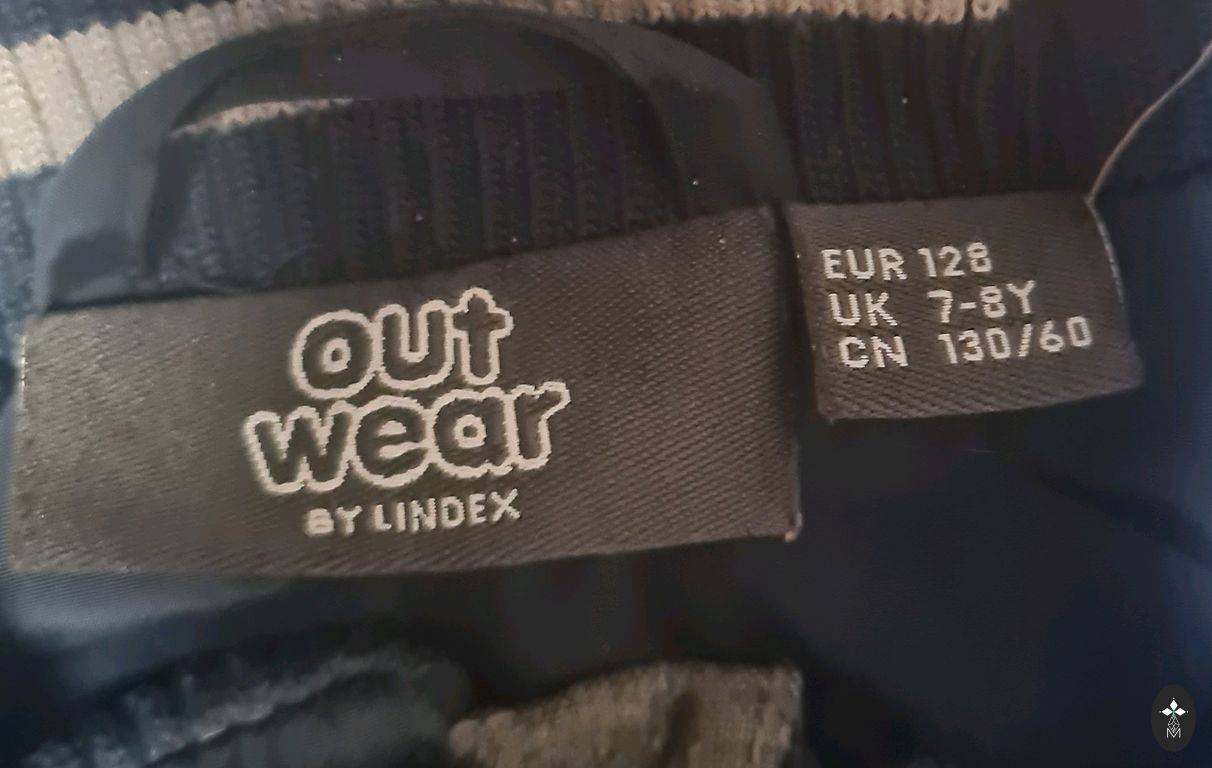 out
wear
BY LINDEX
EUR 128
UK 7-8Y
CN 130/60
M